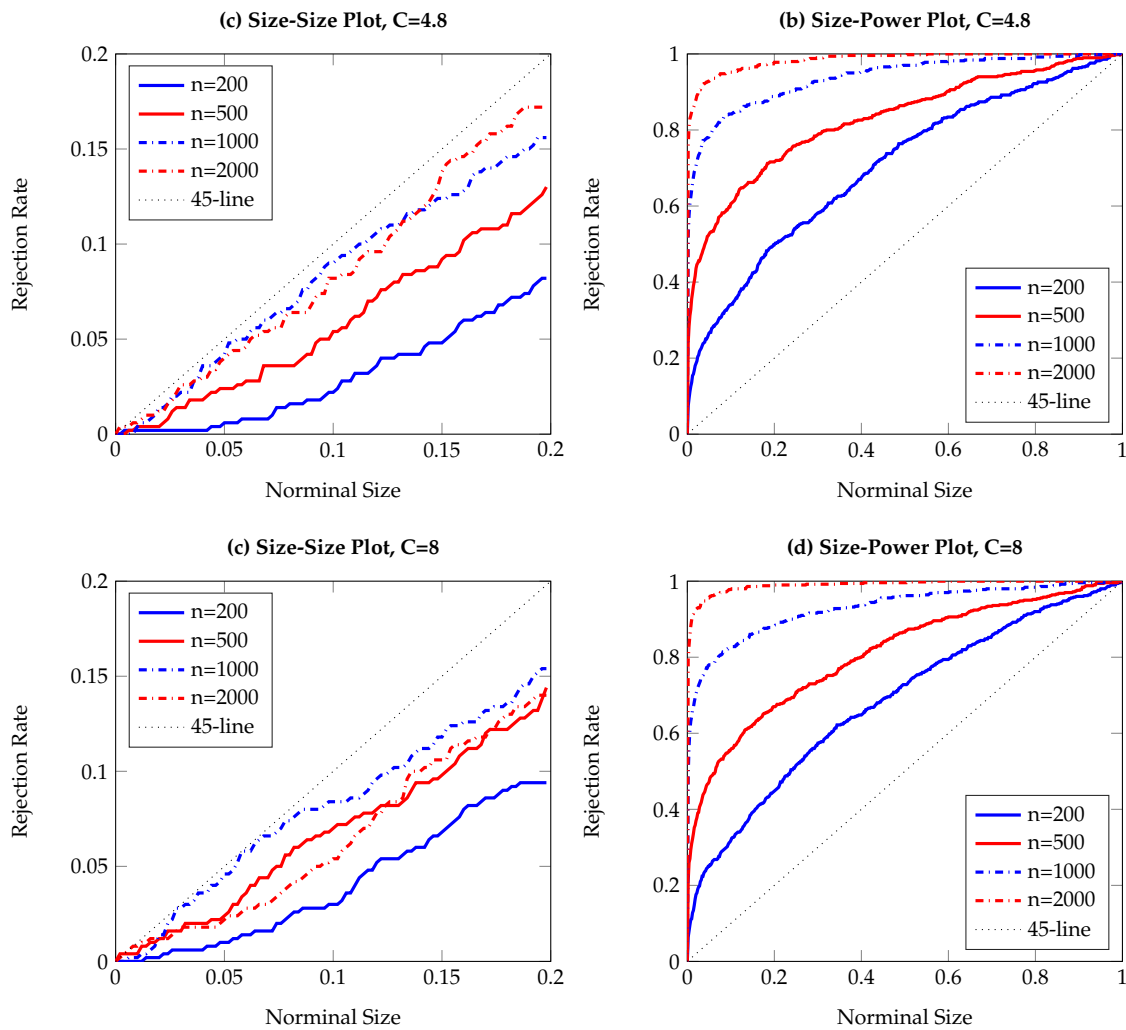 (c) Size-Size Plot, C=4.8
0.2
0.15
0.1
0.05
0
Rejection Rate
n=200
n=500
n=1000
n=2000
45-line
0 0.05 0.1 0.15 0.2
Norminal Size
(b) Size-Power Plot, C=4.8
1
0.8
0.6
0.4
0.2
0
Rejection Rate
n=200
n=500
n=1000
n=2000
45-line
0 0.2 0.4 0.6 0.8 1
Norminal Size
(c) Size-Size Plot, C=8
0.2
0.15
0.1
0.05
0
Rejection Rate
n=200
n=500
n=1000
n=2000
45-line
0 0.05 0.1 0.15 0.2
Norminal Size
(d) Size-Power Plot, C=8
1
0.8
0.6
0.4
0.2
0
Rejection Rate
n=200
n=500
n=1000
n=2000
45-line
0 0.2 0.4 0.6 0.8 1
Norminal Size